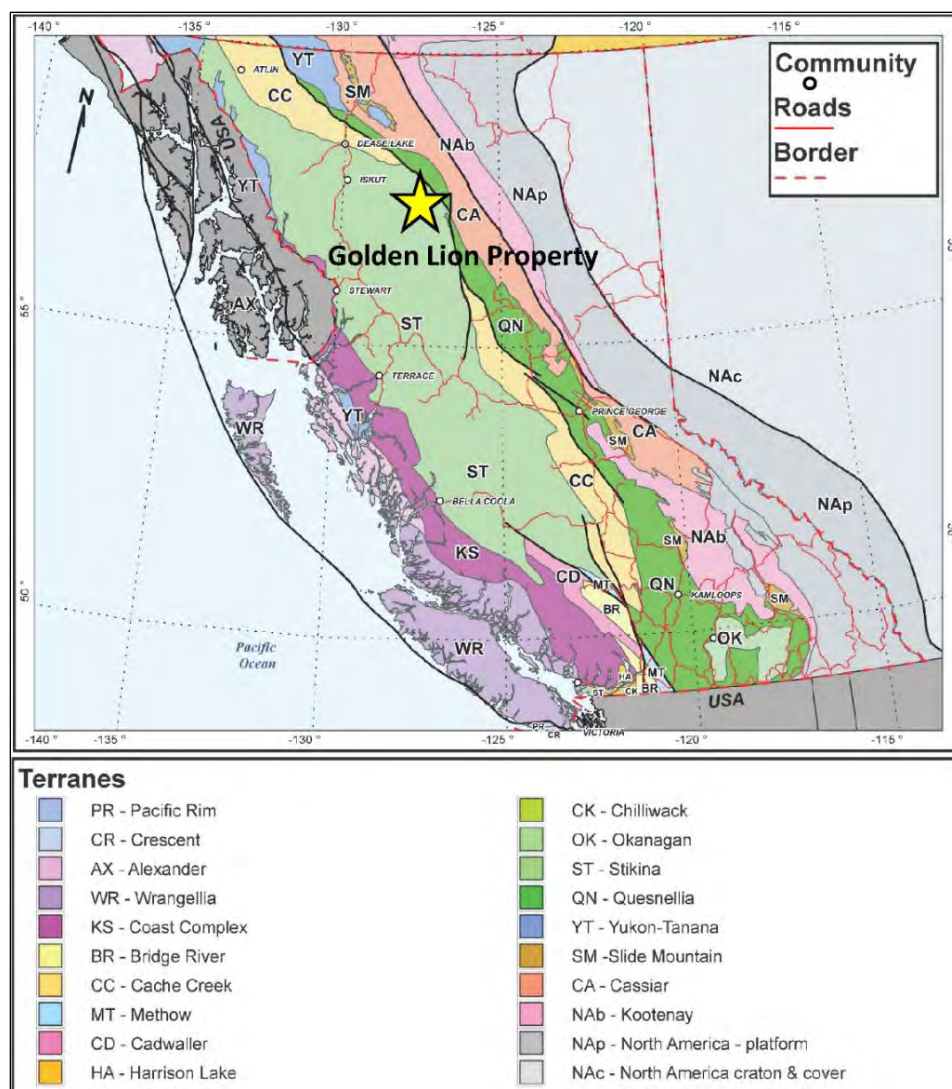 -140 °
-135 °
-130 °
-125 °
-120 °
-115 °
Community
Roads
Border
N
ATLIN
YT
CC
SM
DEASE LAKE
NAb
USA
YT
ISKUT
NAp
CA
Golden Lion Property
STEWART
55°
AX
ST
QN
NAc
TERRACE
PRINCE GEORGE
WR
YT
CA
SM
ST
CC
NAp
BELLA COOLA
NAb
SM
KS
CD
MT
QN
KAMLOOPS
SM
50°
BR
OK
WR
Pacific
Ocean
HA
MT
ST
CK
BR
USA
PR
CR
VICTORIA
-140 °
-135 °
-130 °
-125 °
-120 °
-115 °
Terranes
PR - Pacific Rim
CR - Crescent
AX - Alexander
WR - Wrangellia
KS - Coast Complex
BR - Bridge River
CC - Cache Creek
MT - Methow
CD - Cadwaller
HA - Harrison Lake
CK - Chilliwack
OK - Okanagan
ST - Stikina
QN - Quesnellia
YT - Yukon-Tanana
SM -Slide Mountain
CA - Cassiar
NAb - Kootenay
NAp - North America - platform
NAc - North America craton & cover